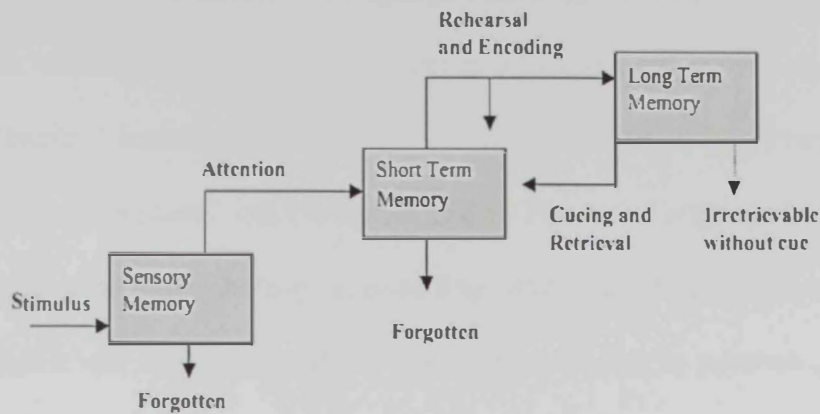 Rehearsal
and Encoding
Long Term
Memory
Attention
Short Term
Memory
Cueing and
Retrieval
Irretrievable
without cue
Sensory
Memory
Stimulus
Forgotten
Forgotten